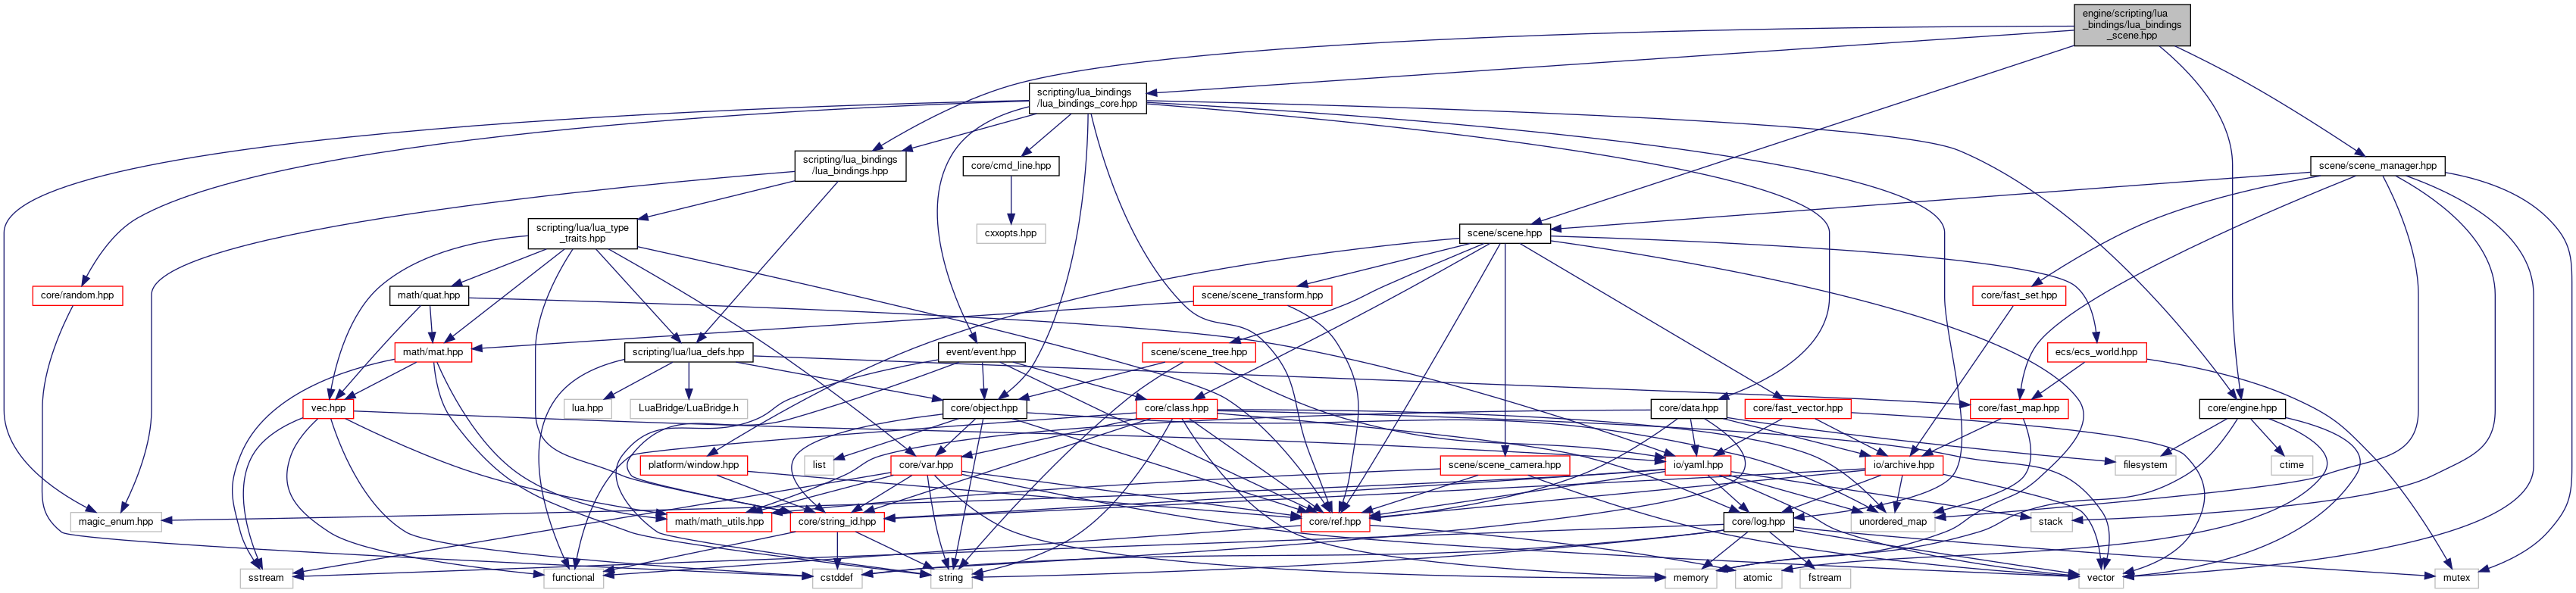 engine/scripting/lua
_bindings/lua_bindings
_scene.hpp
scripting/lua_bindings
/lua_bindings_core.hpp
scripting/lua_bindings
/lua_bindings.hpp
core/cmd_line.hpp
scene/scene_manager.hpp
scripting/lua/lua_type
_traits.hpp
cxxopts.hpp
scene/scene.hpp
core/random.hpp
math/quat.hpp
scene/scene_transform.hpp
core/fast_set.hpp
math/mat.hpp
scripting/lua/lua_defs.hpp
event/event.hpp
scene/scene_tree.hpp
ecs/ecs_world.hpp
vec.hpp
lua.hpp
LuaBridge/LuaBridge.h
core/object.hpp
core/class.hpp
core/data.hpp
core/fast_vector.hpp
core/fast_map.hpp
core/engine.hpp
platform/window.hpp
list
core/var.hpp
io/yaml.hpp
scene/scene_camera.hpp
io/archive.hpp
filesystem
ctime
magic_enum.hpp
math/math_utils.hpp
core/string_id.hpp
core/ref.hpp
core/log.hpp
unordered_map
stack
sstream
functional
cstddef
string
memory
atomic
fstream
vector
mutex